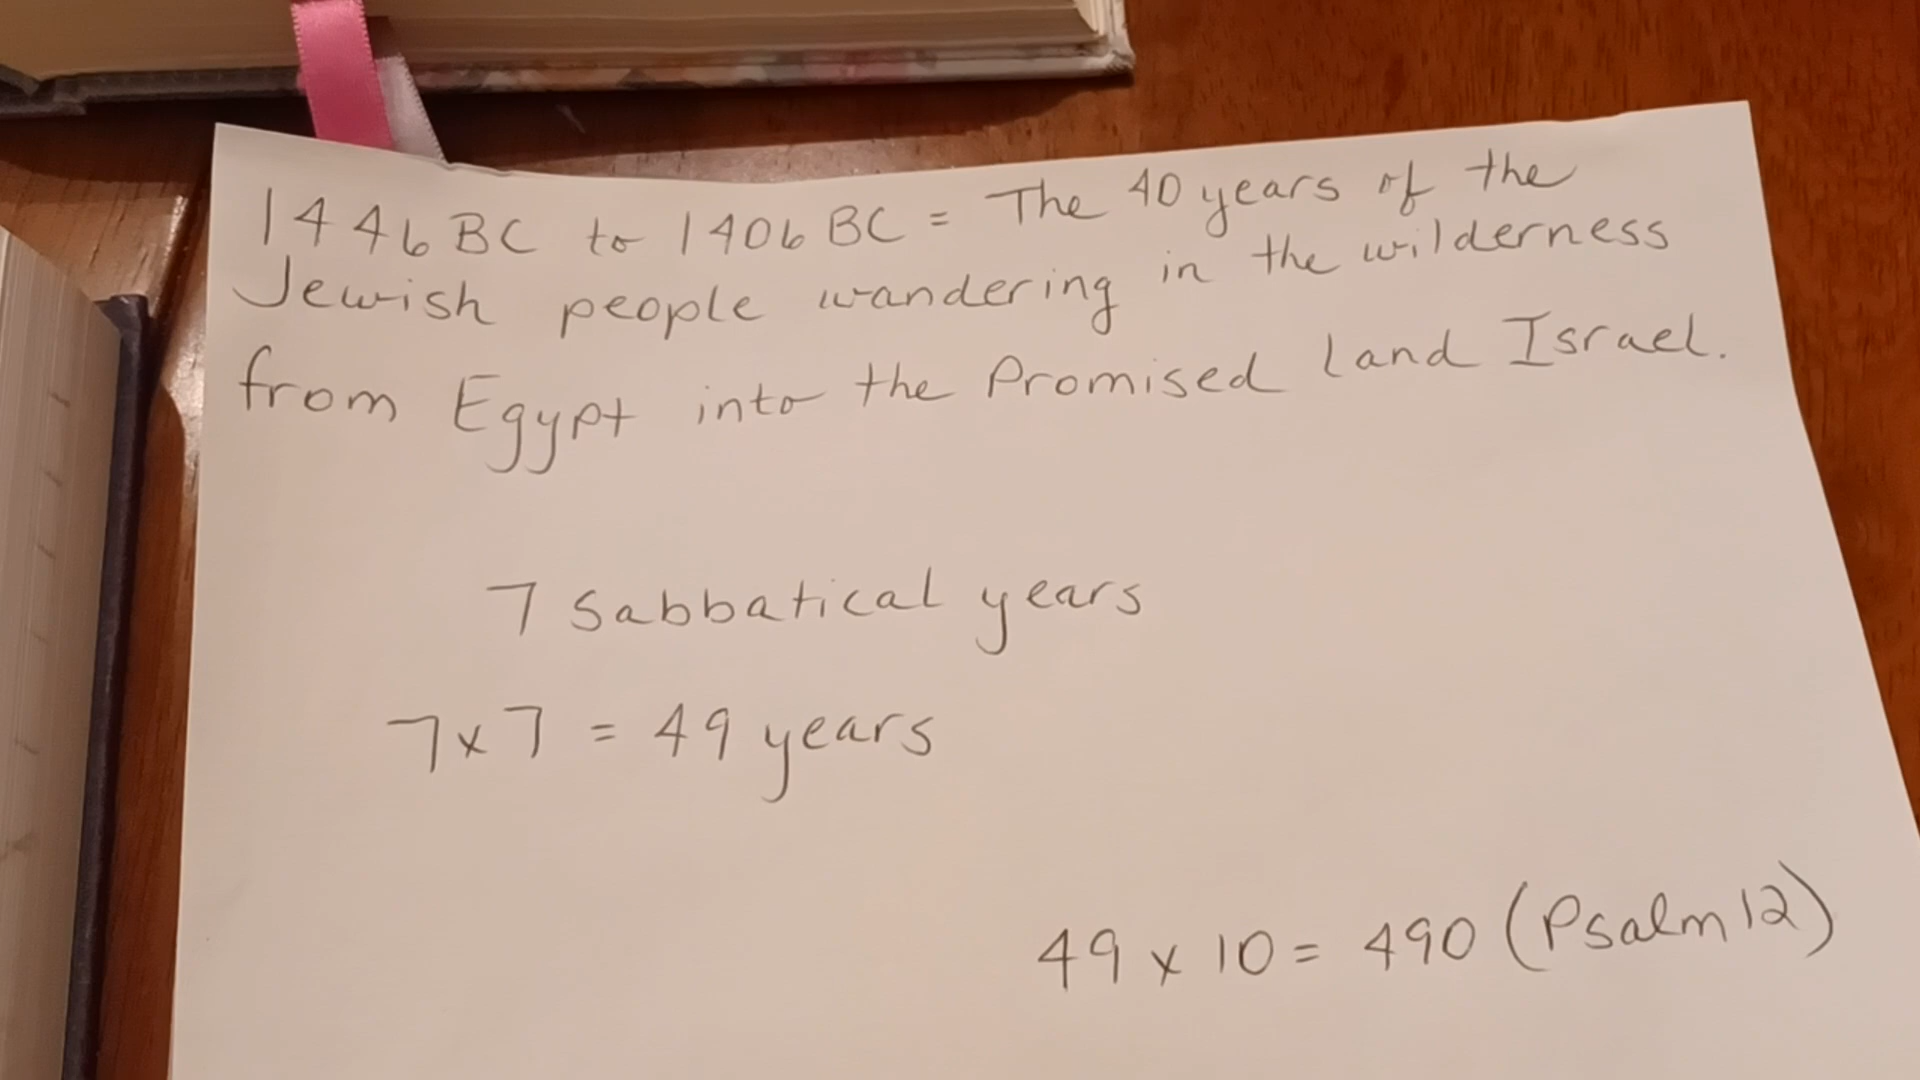 1446 BC to 1406 BC = The 40 years of the
Jewish people wandering in the wilderness
from Egypt into the Promised Land Israel.
7 Sabbatical years
7x7 = 49 years
49 x 10 = 490 (Psalm 12)